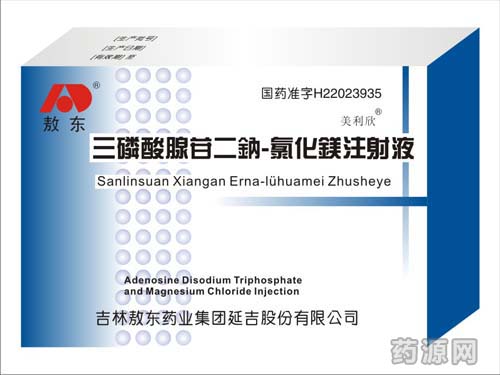 [生产批号]
[生产日期]
[有效期] 至
敖东
®
国药准字H22023935
美利欣®
三磷酸腺苷二鈉-氯化鎂注射液
Sanlinsuan Xiangan Erna-lühuamei Zhusheye
Adenosine Disodium Triphosphate
and Magnesium Chloride Injection
吉林敖东药业集团延吉股份有限公司
药源网